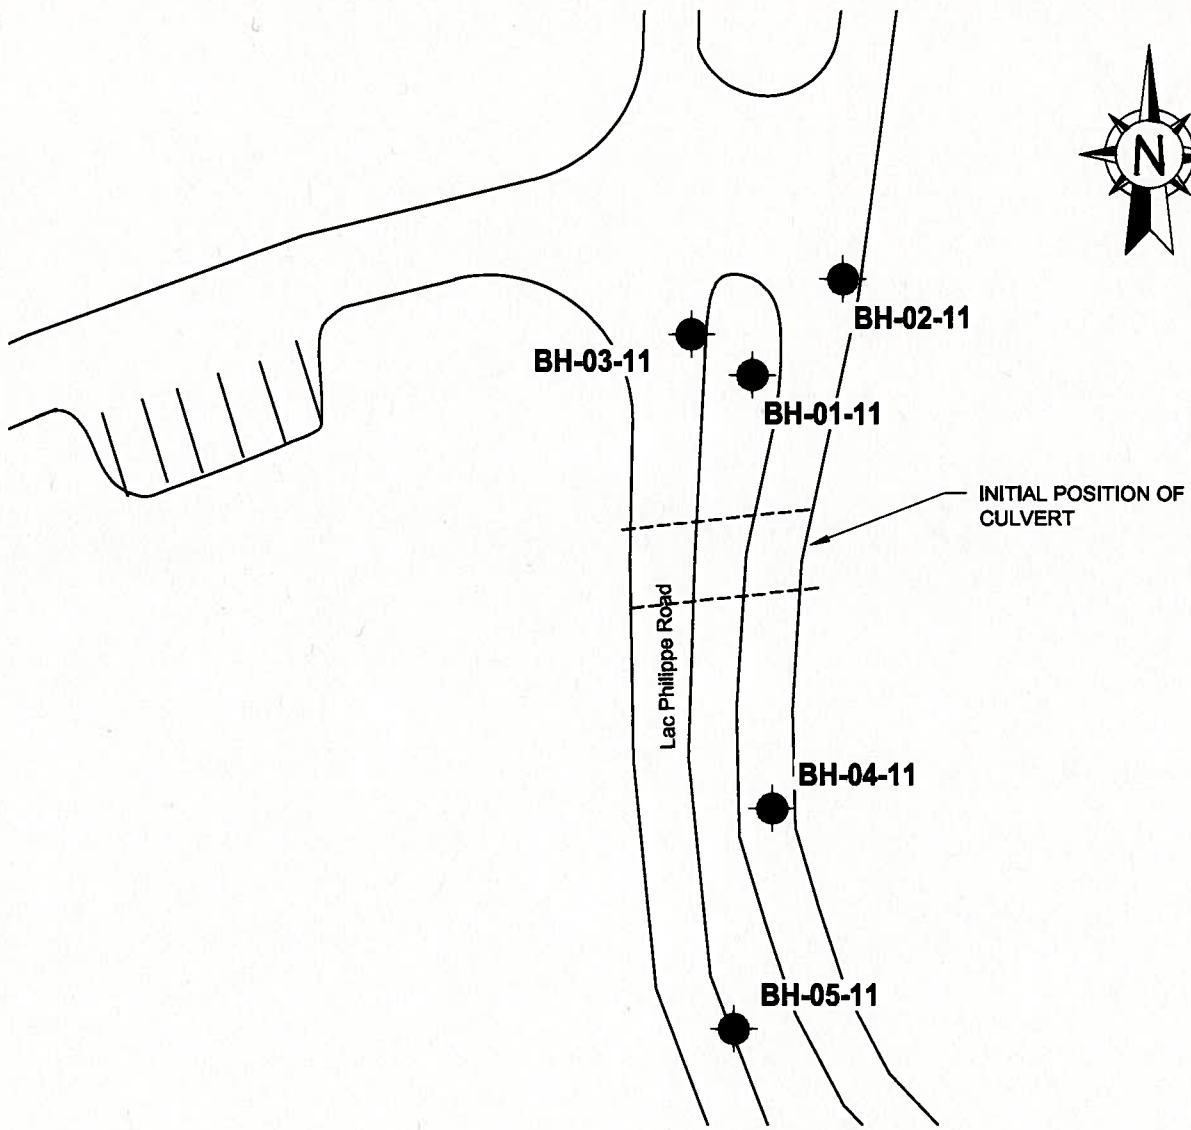 N
BH-02-11
BH-03-11
BH-01-11
INITIAL POSITION OF
CULVERT
Lac Philippe Road
BH-04-11
BH-05-11